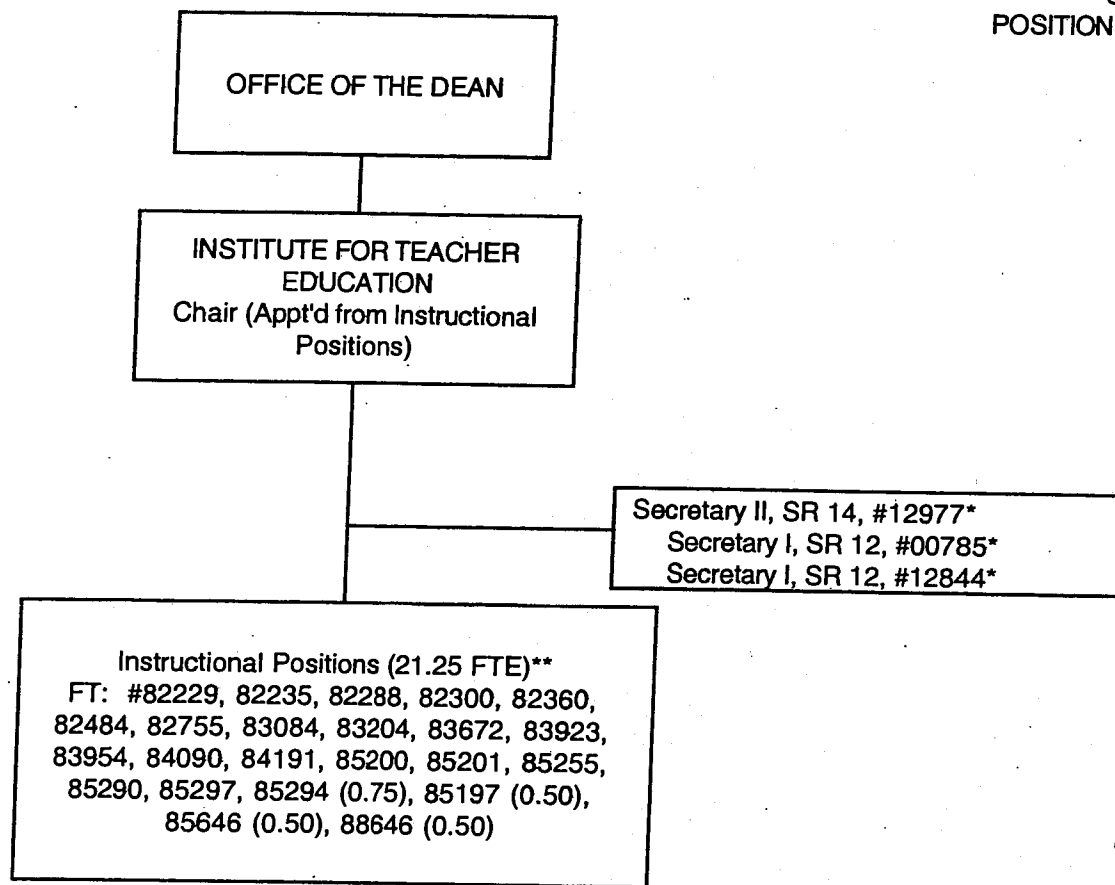 POSITION
OFFICE OF THE DEAN
INSTITUTE FOR TEACHER
EDUCATION
Chair (Appt'd from Instructional
Positions)
Secretary II, SR 14, #12977*
Secretary I, SR 12, #00785*
Secretary I, SR 12, #12844*
Instructional Positions (21.25 FTE)**
FT: #82229, 82235, 82288, 82300, 82360,
82484, 82755, 83084, 83204, 83672, 83923,
83954, 84090, 84191, 85200, 85201, 85255,
85290, 85297, 85294 (0.75), 85197 (0.50),
85646 (0.50), 88646 (0.50)